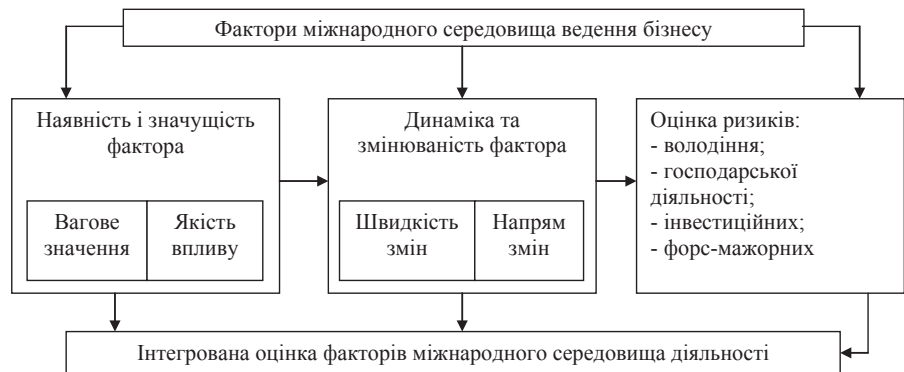 Фактори міжнародного середовища ведення бізнесу
Наявність і значущість
фактора
Вагове
значення
Якість
впливу
Динаміка та
змінюваність фактора
Швидкість
змін
Напрям
змін
Оцінка ризиків:
- володіння;
- господарської
діяльності;
- інвестиційних;
- форс-мажорних
Інтегрована оцінка факторів міжнародного середовища діяльності